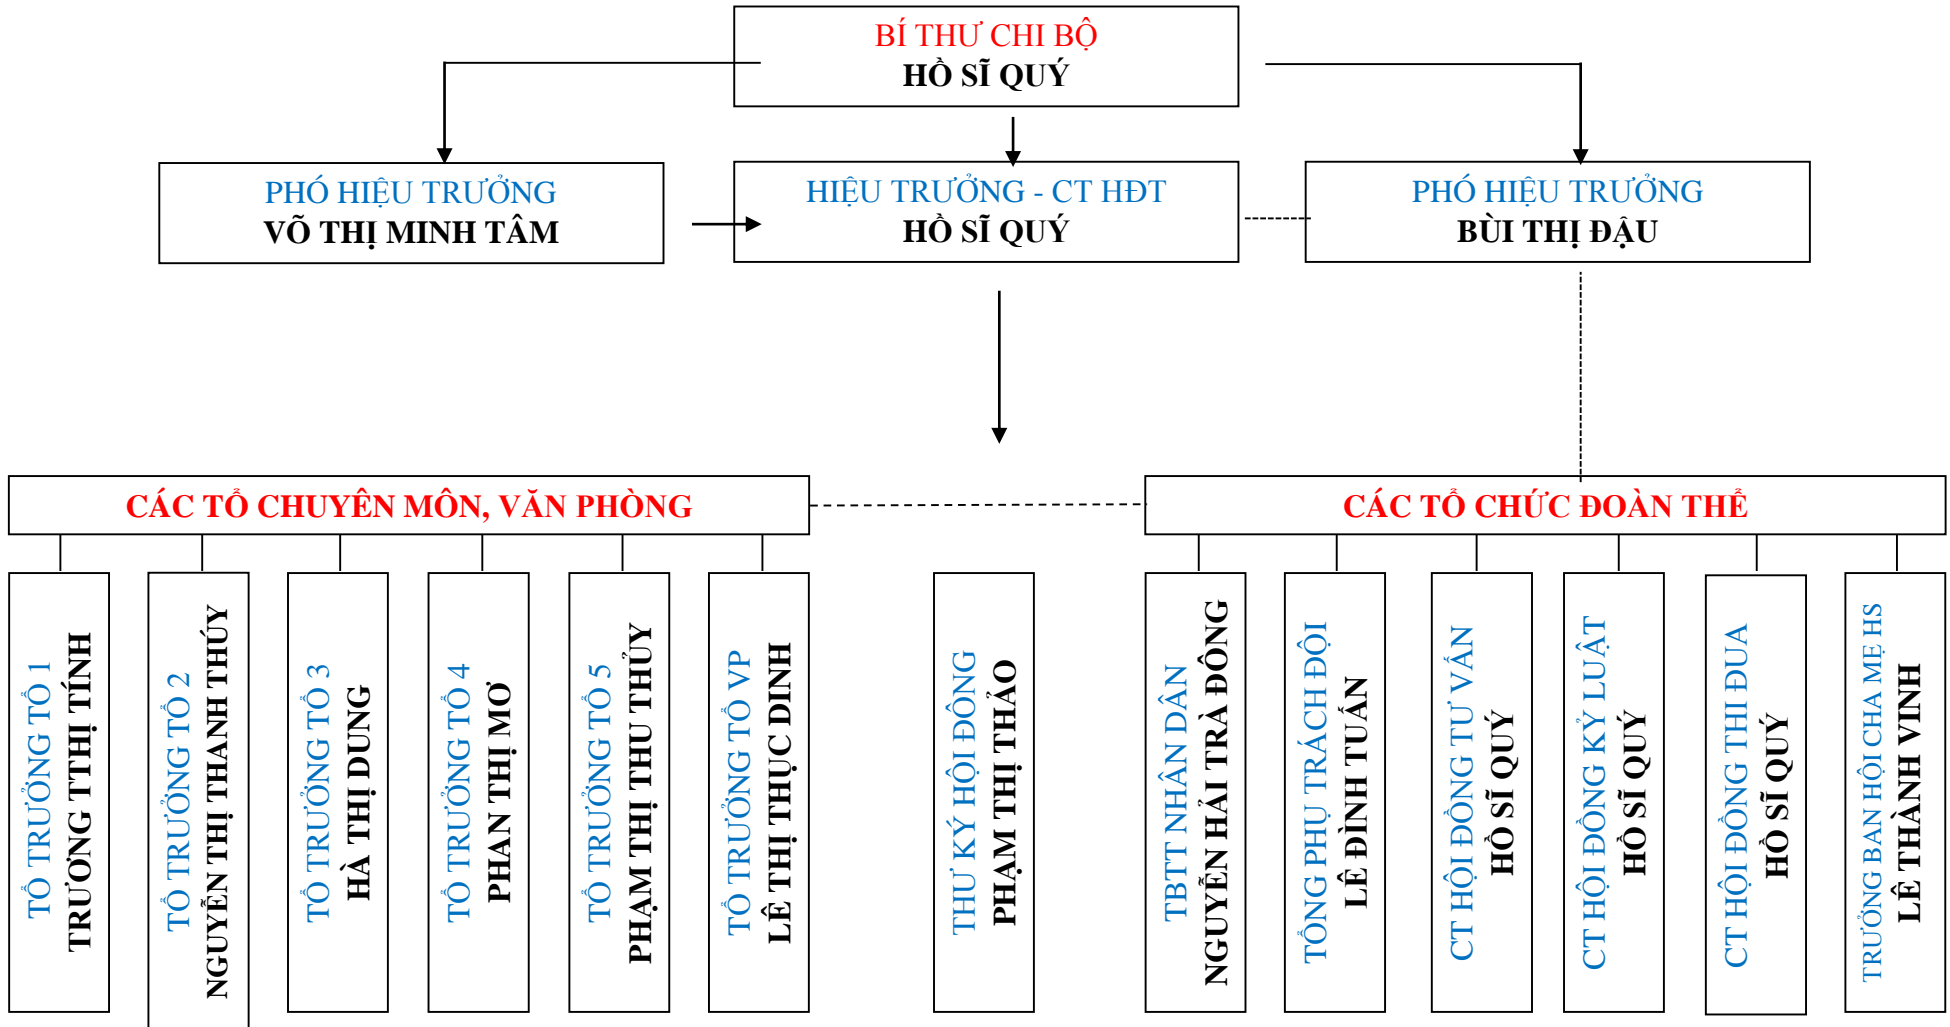 BÍ THƯ CHI BỘ
HỒ SĨ QUÝ
PHÓ HIỆU TRƯỞNG
VÕ THỊ MINH TÂM
HIỆU TRƯỞNG - CT HĐT
HỒ SĨ QUÝ
PHÓ HIỆU TRƯỞNG
BÙI THỊ ĐẬU
CÁC TỔ CHUYÊN MÔN, VĂN PHÒNG
CÁC TỔ CHỨC ĐOÀN THỂ
TỔ TRƯỞNG TỔ 1
TRƯƠNG TTHỊ TÍNH
TỔ TRƯỞNG TỔ 2
NGUYỄN THỊ THANH THÚY
TỔ TRƯỞNG TỔ 3
HÀ THỊ DUNG
TỔ TRƯỞNG TỔ 4
PHAN THỊ MƠ
TỔ TRƯỞNG TỔ 5
PHẠM THỊ THU THỦY
TỔ TRƯỞNG TỔ VP
LÊ THỊ THỤC DINH
THƯ KÝ HỘI ĐÔNG
PHẠM THỊ THẢO
TBTT NHÂN DÂN
NGUYỄN HẢI TRÀ ĐÔNG
TỔNG PHỤ TRÁCH ĐỘI
LÊ ĐÌNH TUẤN
CT HỘI ĐỒNG TƯ VẤN
HỒ SĨ QUÝ
CT HỘI ĐỒNG KỶ LUẬT
HỒ SĨ QUÝ
CT HỘI ĐỒNG THI ĐUA
HỒ SĨ QUÝ
TRƯỞNG BAN HỘI CHA MẸ HS
LÊ THÀNH VINH